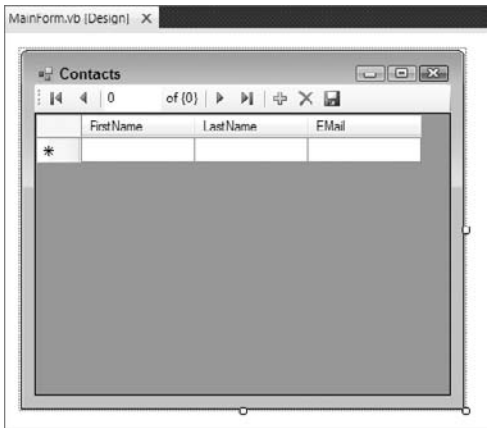 MainForm.vb [Design] X
Contacts
0 of {0}
FirstName LastName EMail